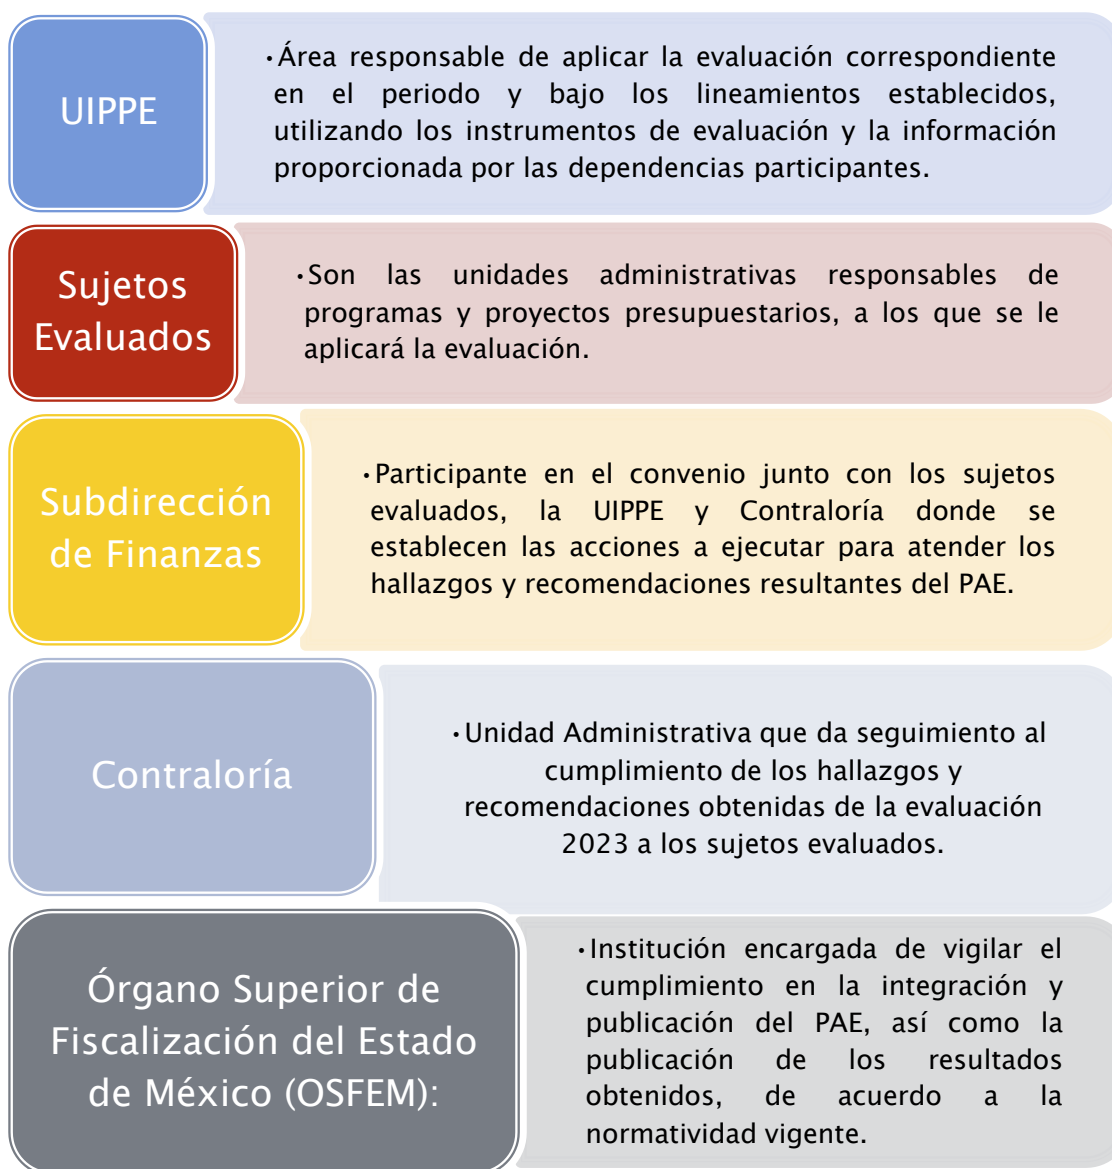 UIPPE
·Área responsable de aplicar la evaluación correspondiente
en el periodo y bajo los lineamientos establecidos,
utilizando los instrumentos de evaluación y la información
proporcionada por las dependencias participantes.
Sujetos
Evaluados
·Son las unidades administrativas responsables de
programas y proyectos presupuestarios, a los que se le
aplicará la evaluación.
Subdirección
de Finanzas
·Participante en el convenio junto con los sujetos
evaluados, la UIPPE y Contraloría donde se
establecen las acciones a ejecutar para atender los
hallazgos y recomendaciones resultantes del PAE.
Contraloría
·Unidad Administrativa que da seguimiento al
cumplimiento de los hallazgos y
recomendaciones obtenidas de la evaluación
2023 a los sujetos evaluados.
Órgano Superior de
Fiscalización del Estado
de México (OSFEM):
·Institución encargada de vigilar el
cumplimiento en la integración y
publicación del PAE, así como la
publicación de los resultados
obtenidos, de acuerdo a la
normatividad vigente.